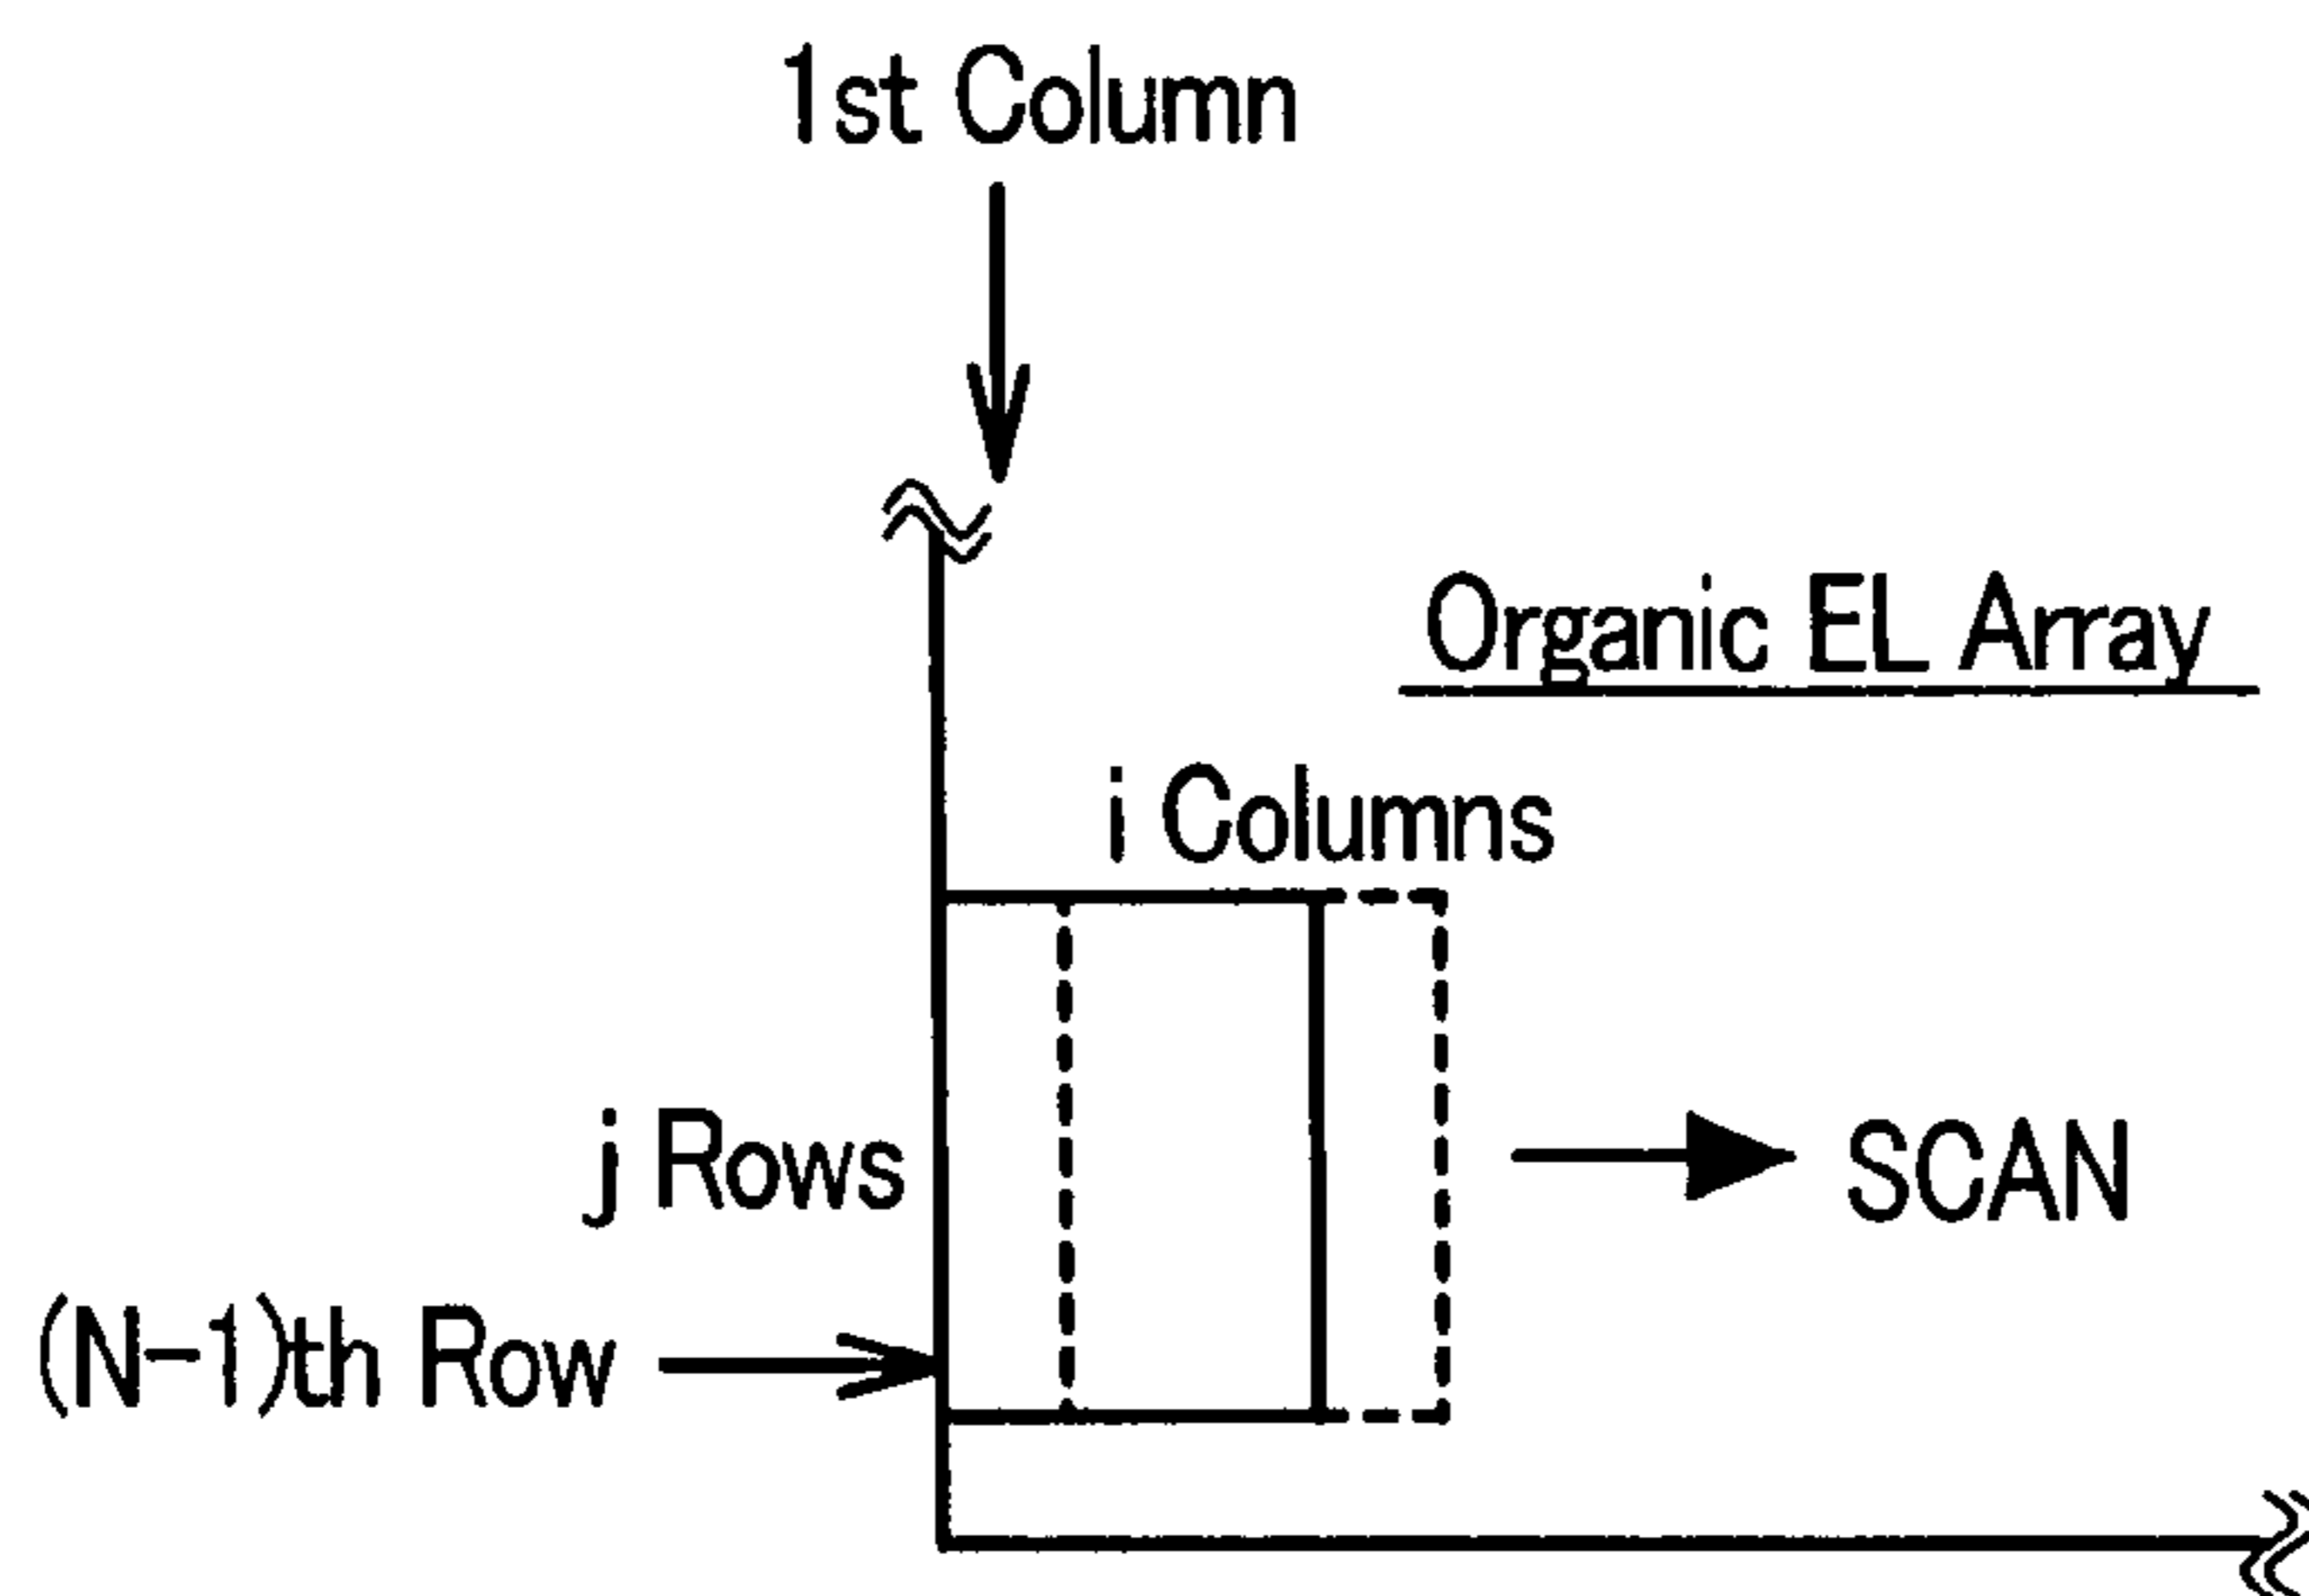 1st Column
Organic EL Array
i Columns
j Rows
SCAN
(N-1)th Row